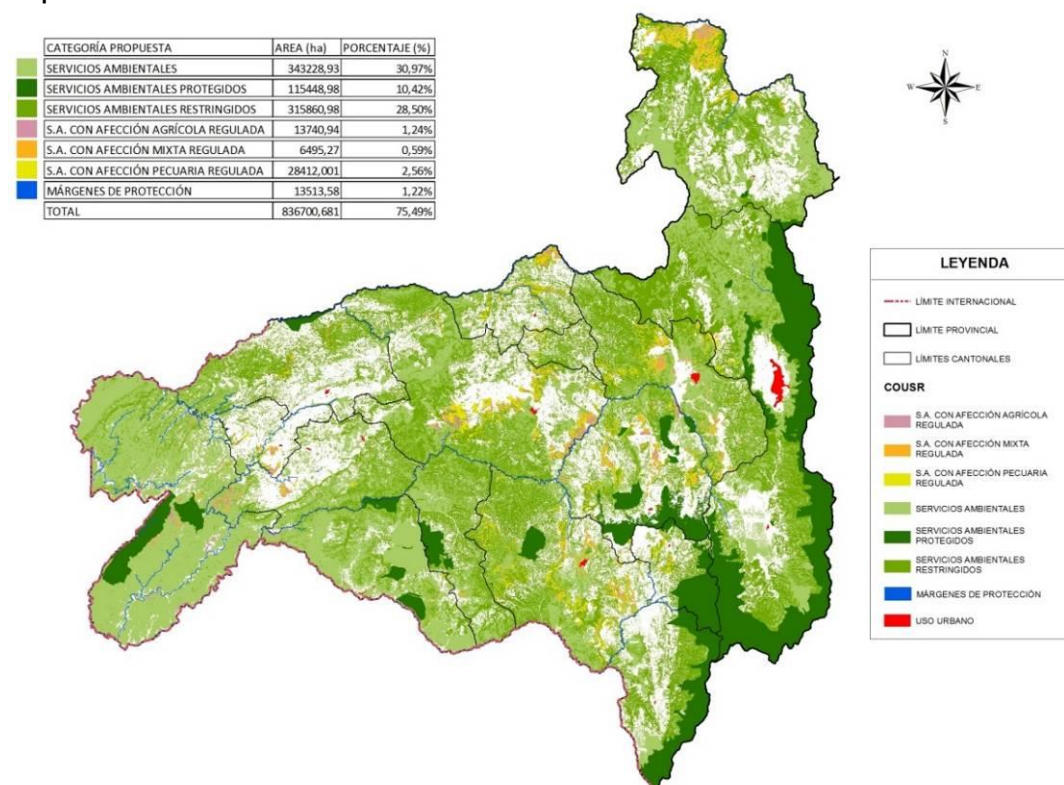 CATEGORÍA PROPUESTA AREA (ha) PORCENTAJE (%)
SERVICIOS AMBIENTALES 343228,93 30,97%
SERVICIOS AMBIENTALES PROTEGIDOS 115448,98 10,42%
SERVICIOS AMBIENTALES RESTRINGIDOS 315860,98 28,50%
S.A. CON AFECCIÓN AGRÍCOLA REGULADA 13740,94 1,24%
S.A. CON AFECCIÓN MIXTA REGULADA 6495,27 0,59%
S.A. CON AFECCIÓN PECUARIA REGULADA 28412,001 2,56%
MÁRGENES DE PROTECCIÓN 13513,58 1,22%
TOTAL 836700,681 75,49%
N
W E
S
LEYENDA
LÍMITE INTERNACIONAL
LÍMITE PROVINCIAL
LÍMITES CANTONALES
COUSR
S.A. CON AFECCIÓN AGRÍCOLA
REGULADA
S.A. CON AFECCIÓN MIXTA
REGULADA
S.A. CON AFECCIÓN PECUARIA
REGULADA
SERVICIOS AMBIENTALES
SERVICIOS AMBIENTALES
PROTEGIDOS
SERVICIOS AMBIENTALES
RESTRINGIDOS
MÁRGENES DE PROTECCIÓN
USO URBANO